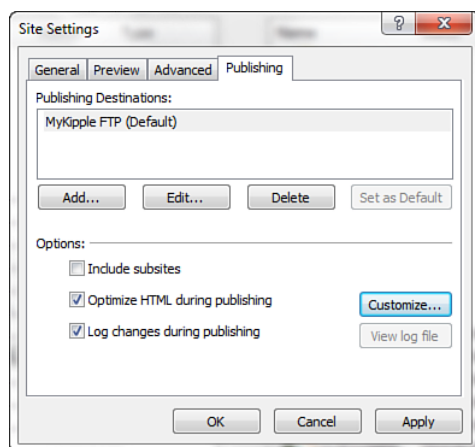 Site Settings
General Preview Advanced Publishing
Publishing Destinations:
MyKipple FTP (Default)
Add... Edit... Delete Set as Default
Options:
Include subsites
Optimize HTML during publishing Customize...
Log changes during publishing View log file
OK Cancel Apply